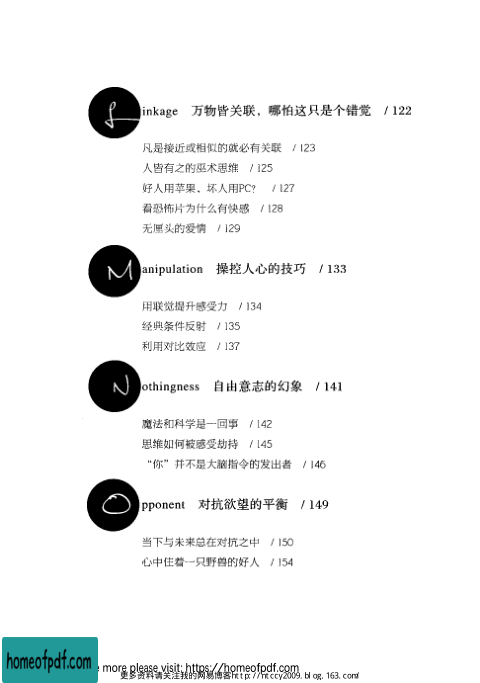 Linkage 万物皆关联，哪怕这只是个错觉 / 122
凡是接近或相似的就必有关联 / 123
人皆有之的巫术思维 / 125
好人用苹果、坏人用PC？ / 127
看恐怖片为什么有快感 / 128
无厘头的爱情 / 129
Manipulation 操控人心的技巧 / 133
用联觉提升感受力 / 134
经典条件反射 / 135
利用对比效应 / 137
Nothingness 自由意志的幻象 / 141
魔法和科学是一回事 / 142
思维如何被感受劫持 / 145
“你”并不是大脑指令的发出者 / 146
Opponent 对抗欲望的平衡 / 149
当下与未来总在对抗之中 / 150
心中住着一只野兽的好人 / 154
homeofpdf.com
more please visit: https://homeofpdf.com
更多资料请关注我的网易博客http://ntccy2009.blog.163.com/